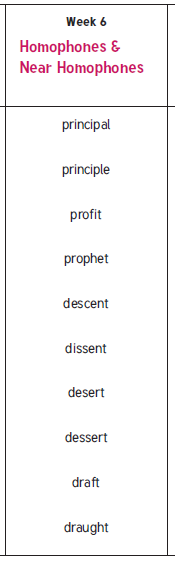 Week 6
Homophones &
Near Homophones
principal
principle
profit
prophet
descent
dissent
desert
dessert
draft
draught